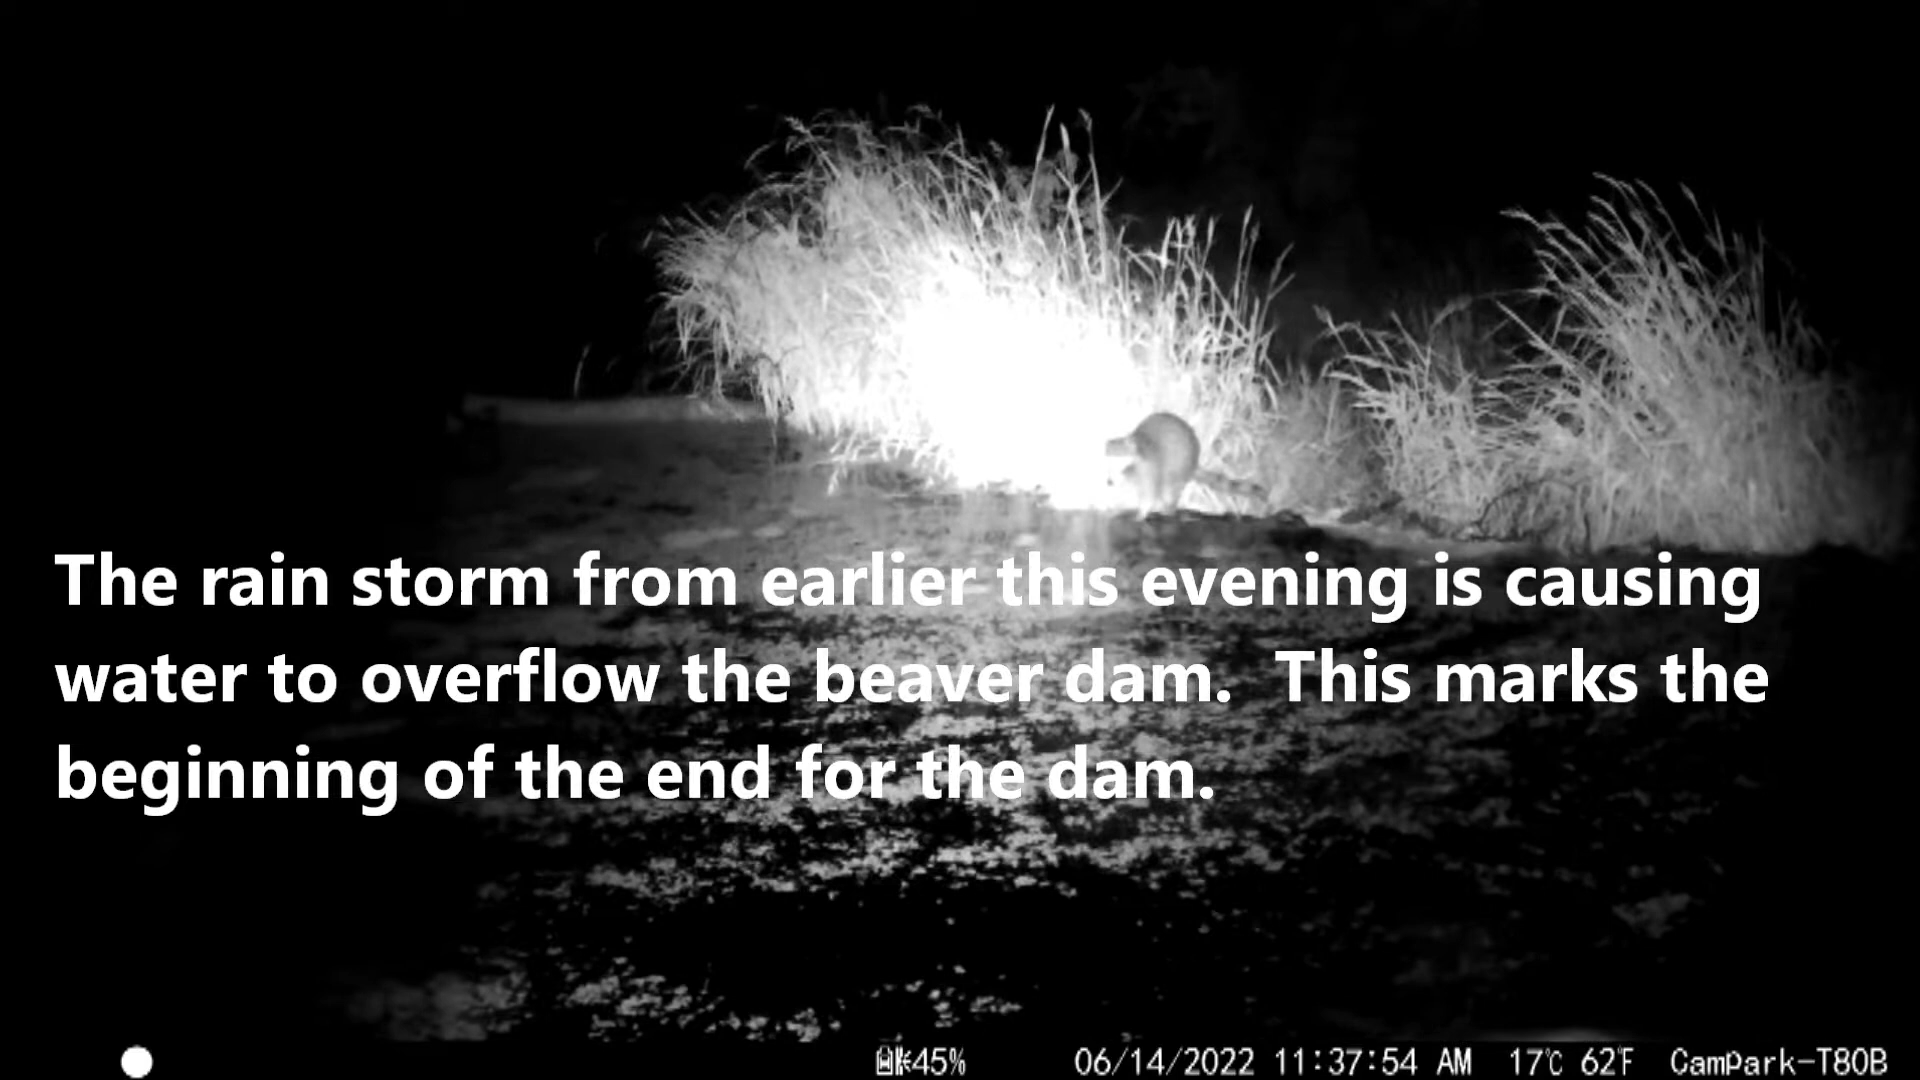 The rain storm from earlier this evening is causing
water to overflow the beaver dam.  This marks the
beginning of the end for the dam.
45% 06/14/2022 11:37:54 AM 17℃ 62℉ CamPark-T80B